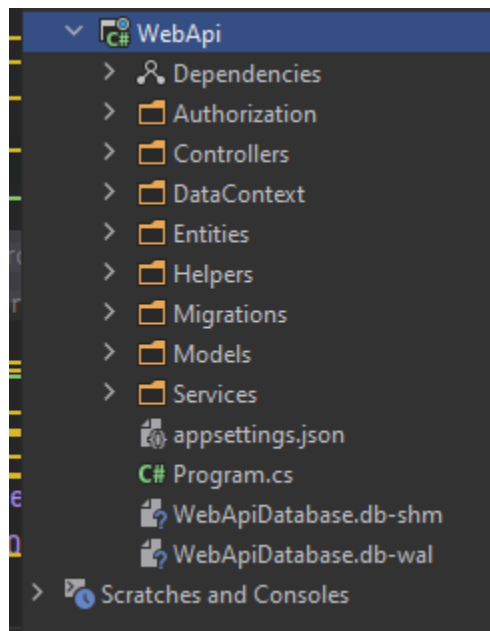 WebApi
Dependencies
Authorization
Controllers
DataContext
Entities
Helpers
Migrations
Models
Services
appsettings.json
C# Program.cs
WebApiDatabase.db-shm
WebApiDatabase.db-wal
Scratches and Consoles